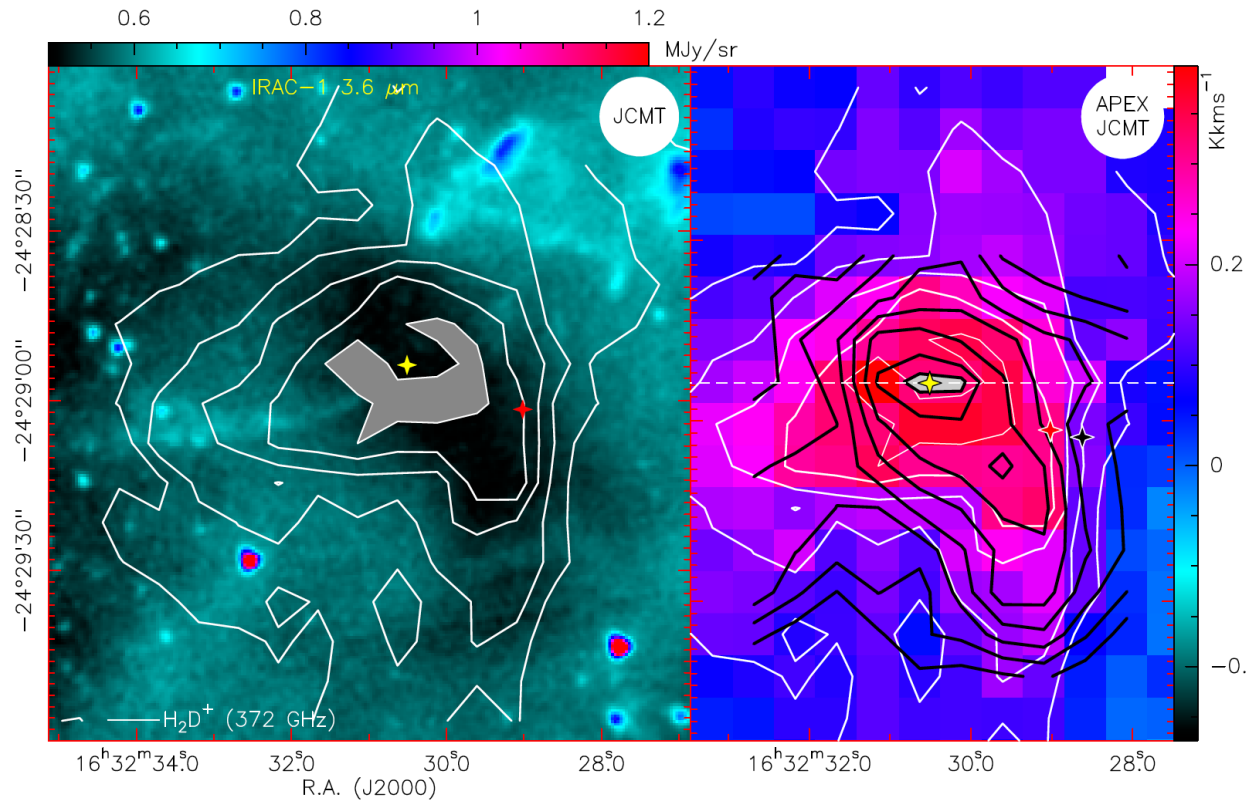 0.6 0.8 1 1.2
MJy/sr
IRAC-1 3.6 μm
JCMT
APEX
JCMT
Kkms⁻¹
-24°28'30"
-24°29'00"
-24°29'30"
0.2
0
-0.
H₂D⁺ (372 GHz)
16ʰ32ᵐ34.ˢ0 32.ˢ0 30.ˢ0 28.ˢ0
R.A. (J2000)
16ʰ32ᵐ32.ˢ0 30.ˢ0 28.ˢ0